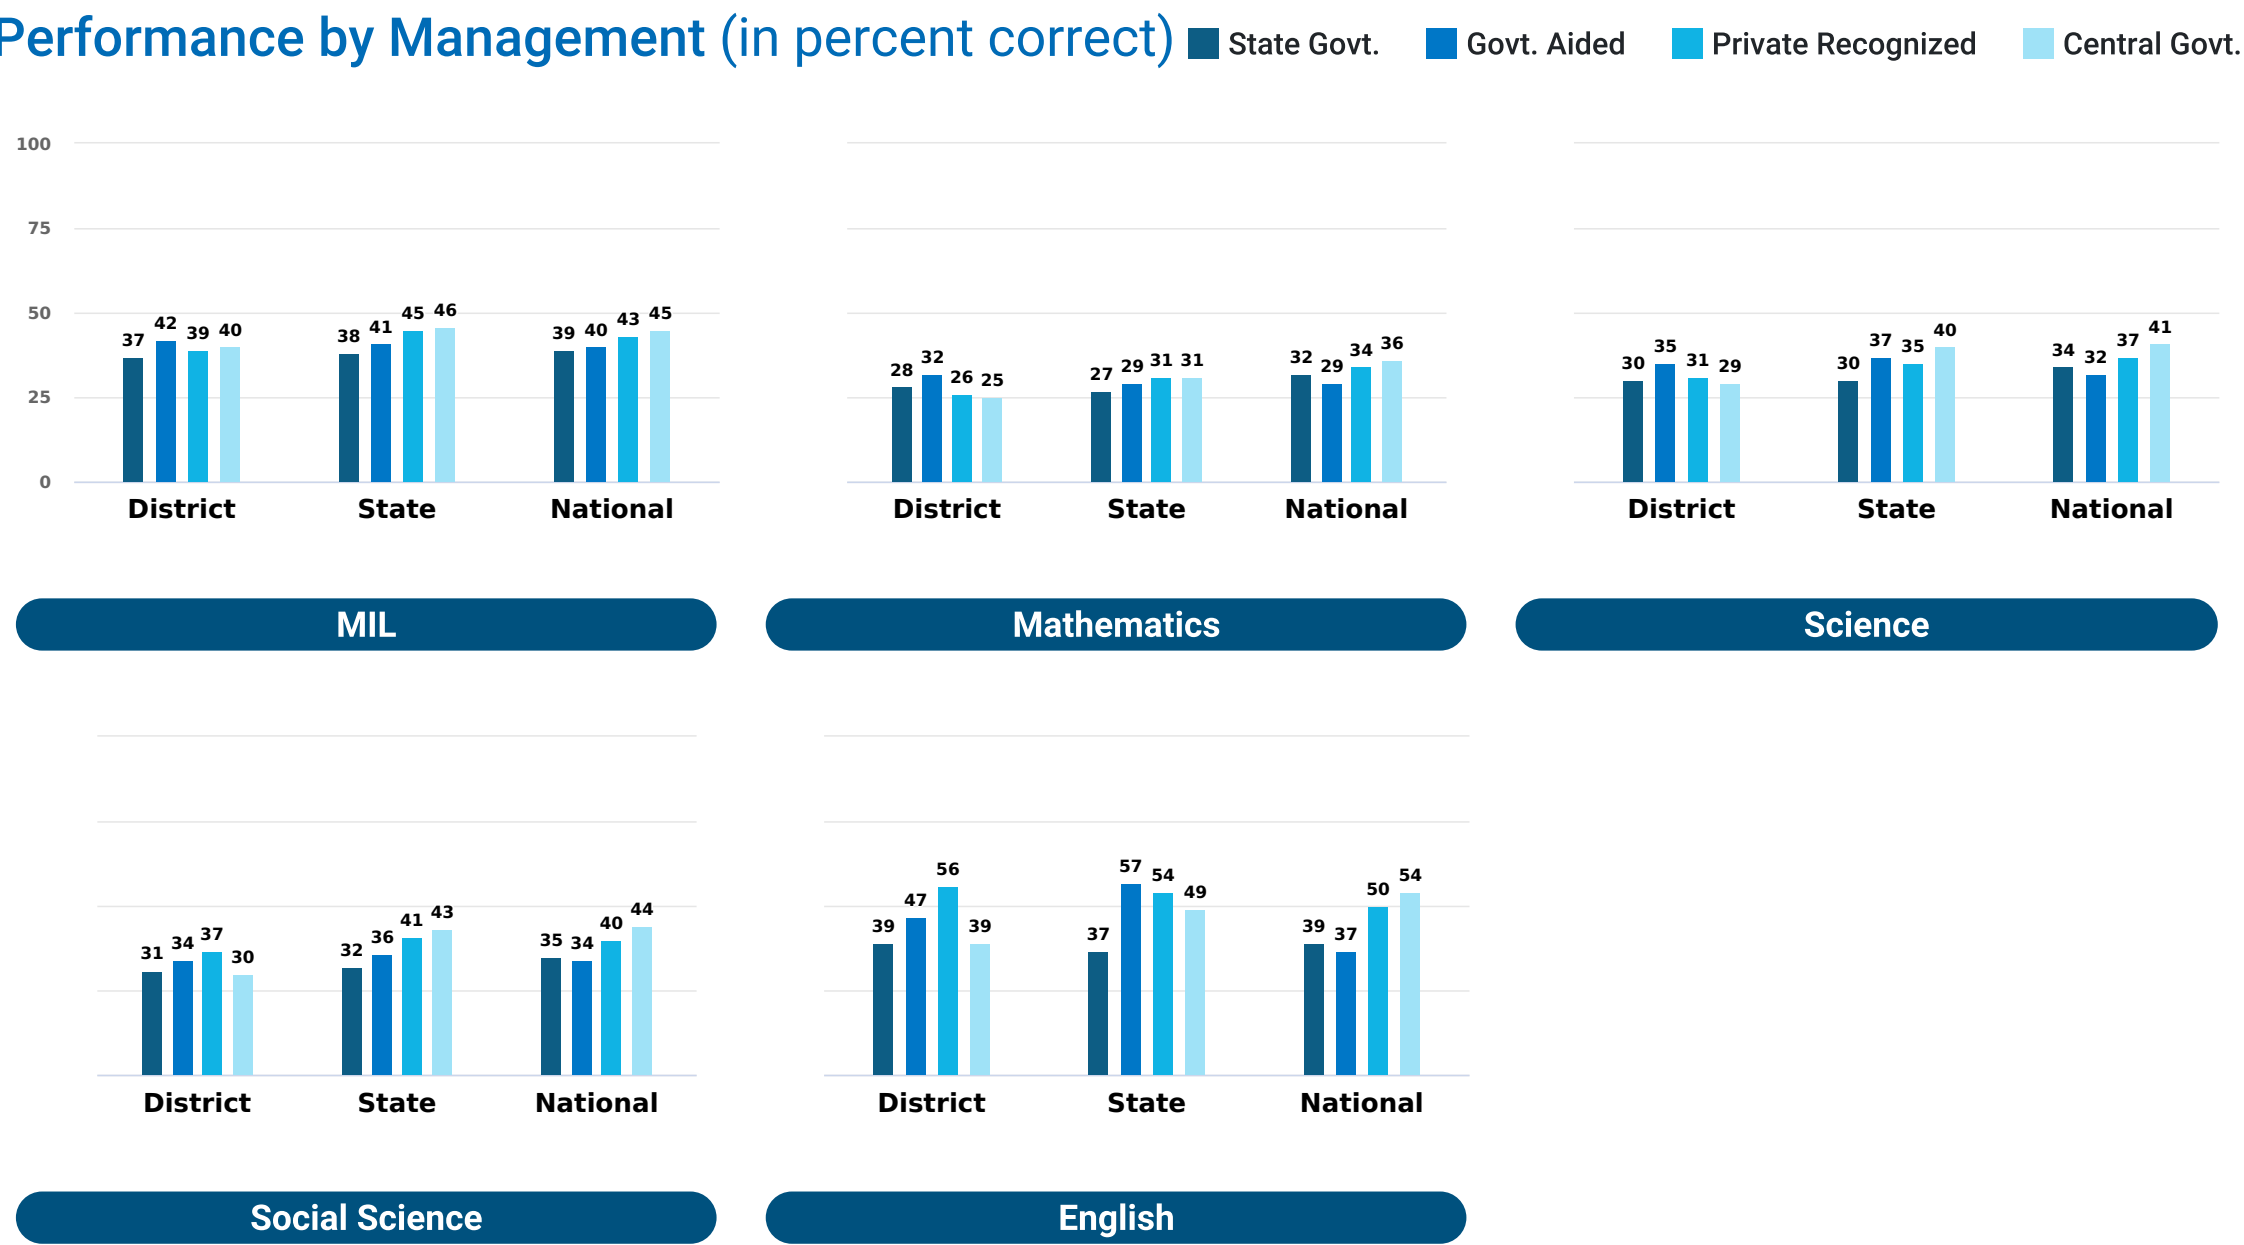 Performance by Management (in percent correct) State Govt. Govt. Aided Private Recognized Central Govt.
100
75
50
25
0
37 42 39 40 38 41 45 46 39 40 43 45
District State National
MIL
28 32 26 25 27 29 31 31 32 29 34 36
District State National
Mathematics
30 35 31 29 30 37 35 40 34 32 37 41
District State National
Science
31 34 37 30 32 36 41 43 35 34 40 44
District State National
Social Science
39 47 56 39 37 57 54 49 39 37 50 54
District State National
English